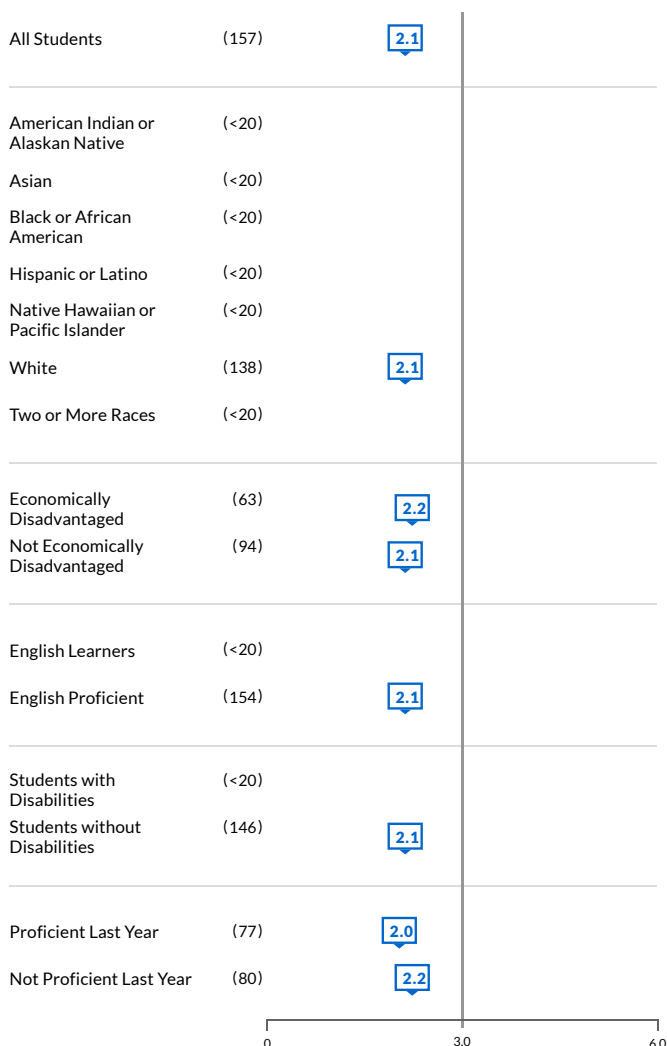 All Students (157) 2.1
American Indian or (<20)
Alaskan Native
Asian (<20)
Black or African (<20)
American
Hispanic or Latino (<20)
Native Hawaiian or (<20)
Pacific Islander
White (138) 2.1
Two or More Races (<20)
Economically (63) 2.2
Disadvantaged
Not Economically (94) 2.1
Disadvantaged
English Learners (<20)
English Proficient (154) 2.1
Students with (<20)
Disabilities
Students without (146) 2.1
Disabilities
Proficient Last Year (77) 2.0
Not Proficient Last Year (80) 2.2
0 3.0 6.0